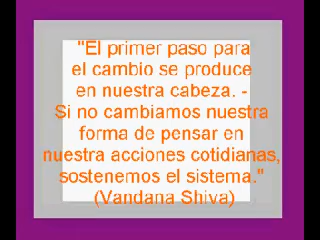 "El primer paso para
el cambio se produce
en nuestra cabeza. -
Si no cambiamos nuestra
forma de pensar en
nuestra acciones cotidianas,
sostenemos el sistema."
(Vandana Shiva)